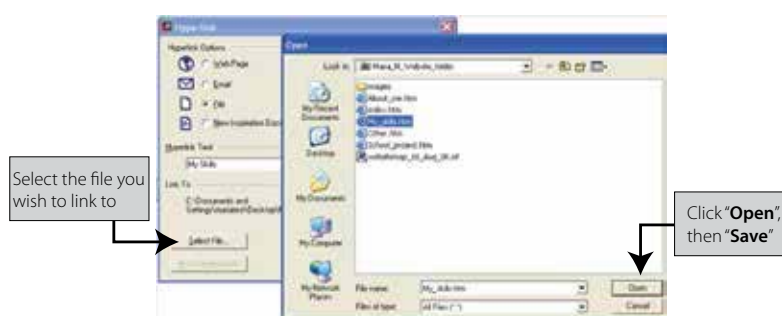 Hyperlink Options
Web Page
Email
File
Hyperlink Text
My Skills
Link To
C:\Documents and
Select File...
Open
Look in:
My Recent
Documents
Desktop
My Documents
My Computer
My Network
Places
images
About_me.htm
index.htm
My_skills.htm
Other.htm
School_project.htm
File name:
My_skills.htm
Files of type:
All Files (*.*)
Open
Cancel
Select the file you
wish to link to
Click “Open”,
then “Save”